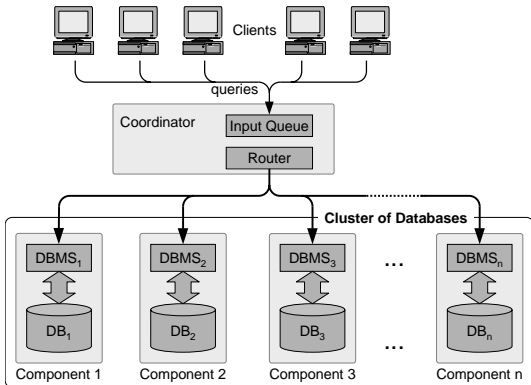 Clients
queries
Coordinator
Input Queue
Router
Cluster of Databases
DBMS₁ DBMS₂ DBMS₃ ... DBMSₙ
DB₁ DB₂ DB₃ ... DBₙ
Component 1 Component 2 Component 3 Component n